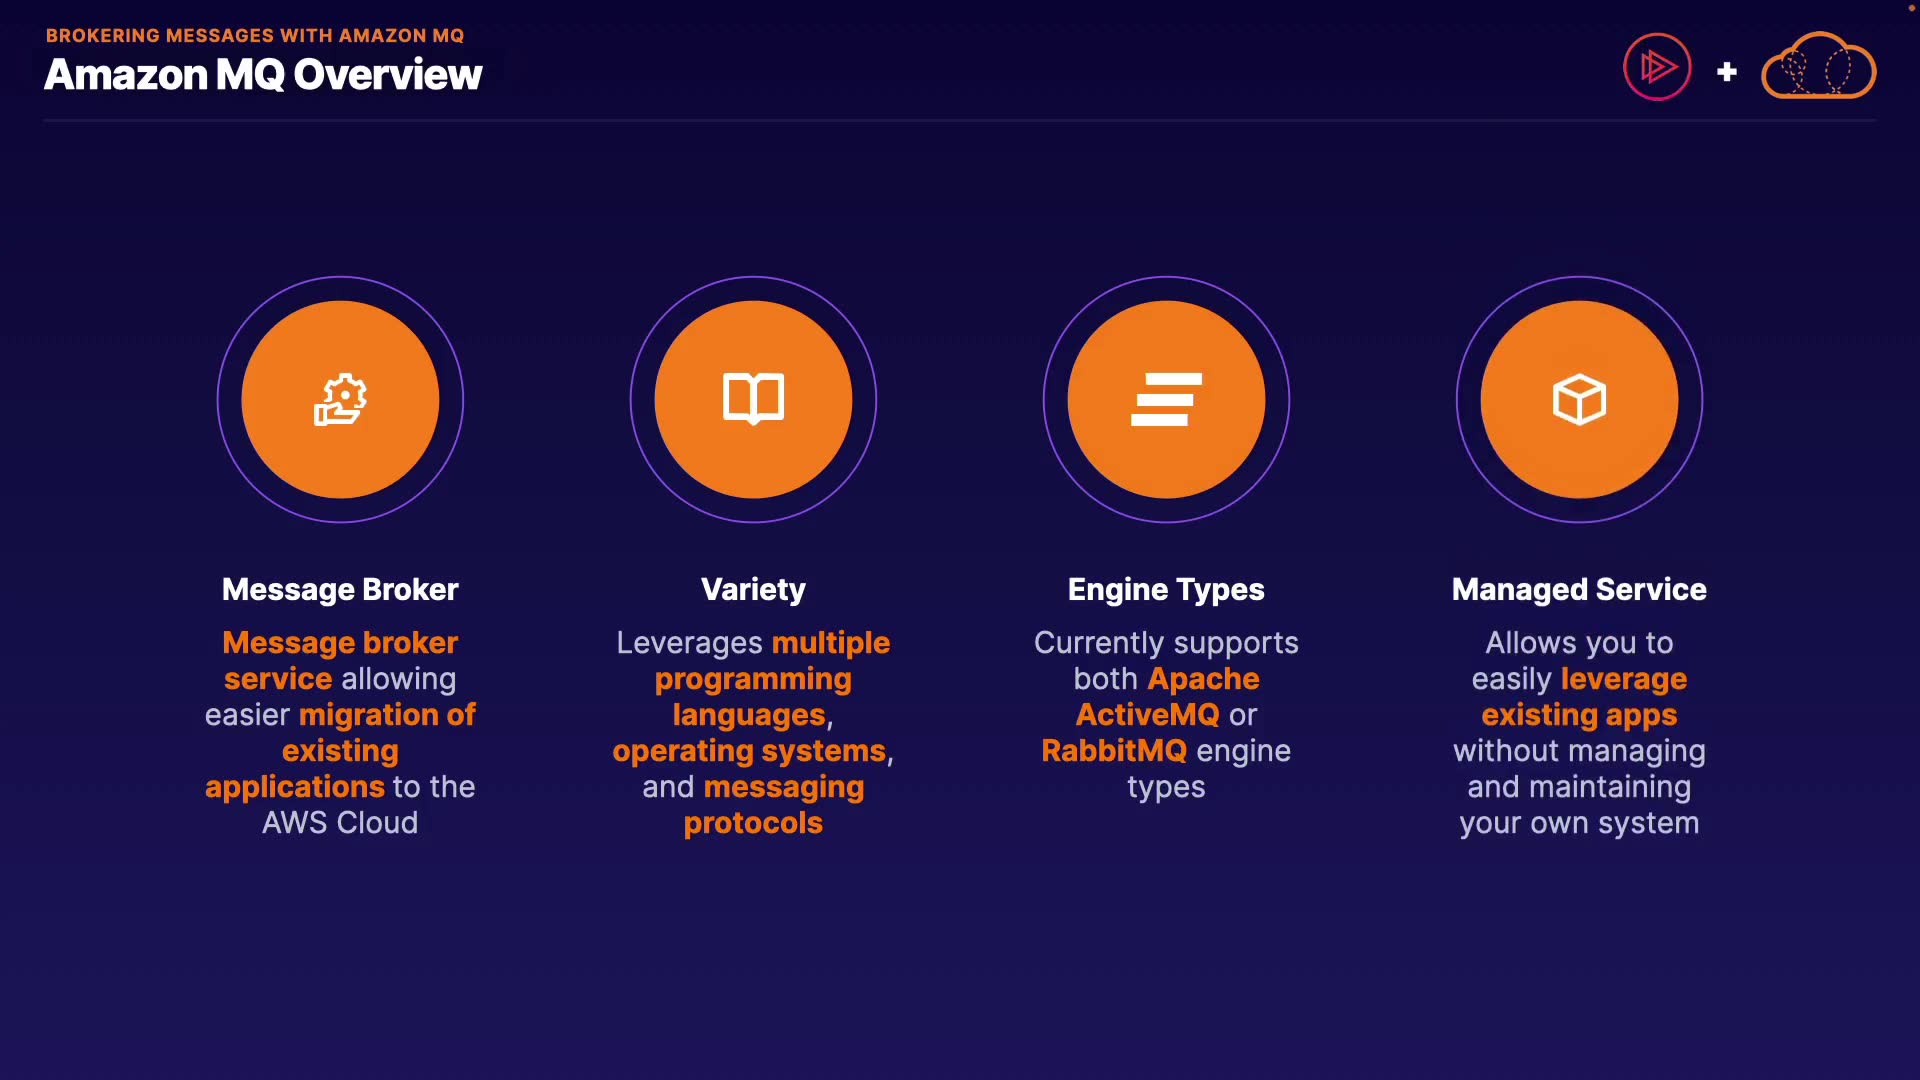 BROKERING MESSAGES WITH AMAZON MQ
Amazon MQ Overview
Message Broker
Message broker
service allowing
easier migration of
existing
applications to the
AWS Cloud
Variety
Leverages multiple
programming
languages,
operating systems,
and messaging
protocols
Engine Types
Currently supports
both Apache
ActiveMQ or
RabbitMQ engine
types
Managed Service
Allows you to
easily leverage
existing apps
without managing
and maintaining
your own system